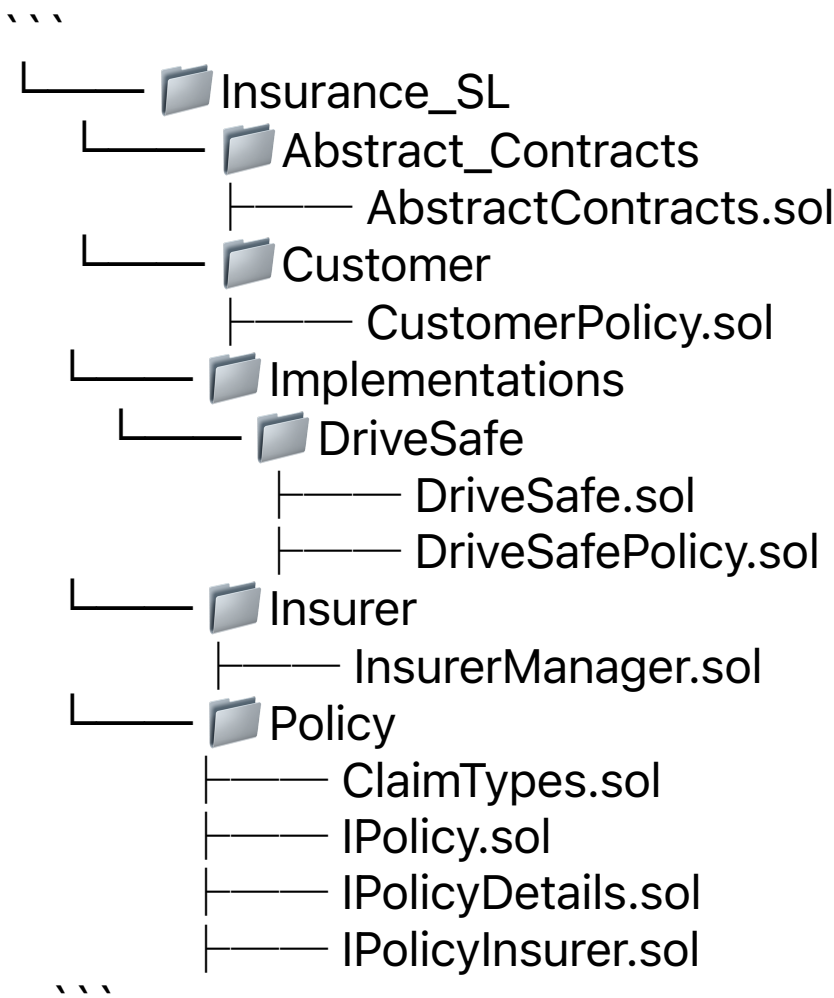 ```
└── 📁Insurance_SL
└── 📁Abstract_Contracts
├── AbstractContracts.sol
└── 📁Customer
├── CustomerPolicy.sol
└── 📁Implementations
└── 📁DriveSafe
├── DriveSafe.sol
├── DriveSafePolicy.sol
└── 📁Insurer
├── InsurerManager.sol
└── 📁Policy
├── ClaimTypes.sol
├── IPolicy.sol
├── IPolicyDetails.sol
├── IPolicyInsurer.sol
```